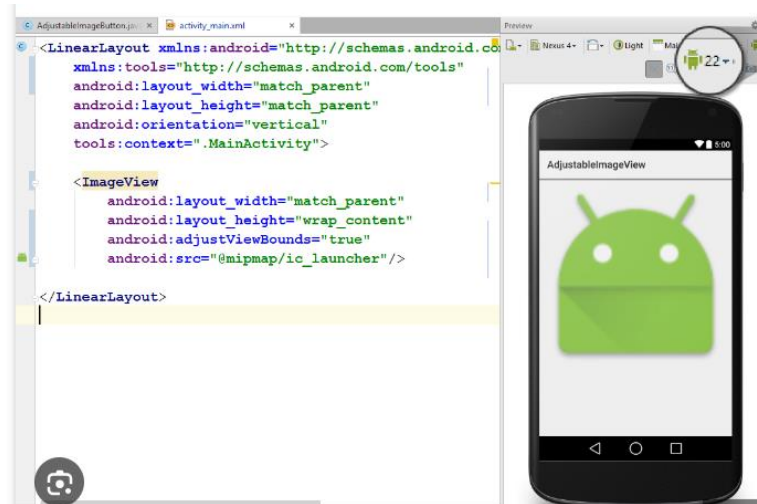 AdjustableImageButton.jav
activity_main.xml
Preview
Nexus 4
Light
22
<LinearLayout xmlns:android="http://schemas.android.co
xmlns:tools="http://schemas.android.com/tools"
android:layout_width="match_parent"
android:layout_height="match_parent"
android:orientation="vertical"
tools:context=".MainActivity">
<ImageView
android:layout_width="match_parent"
android:layout_height="wrap_content"
android:adjustViewBounds="true"
android:src="@mipmap/ic_launcher"/>
</LinearLayout>
5:00
AdjustableImageView